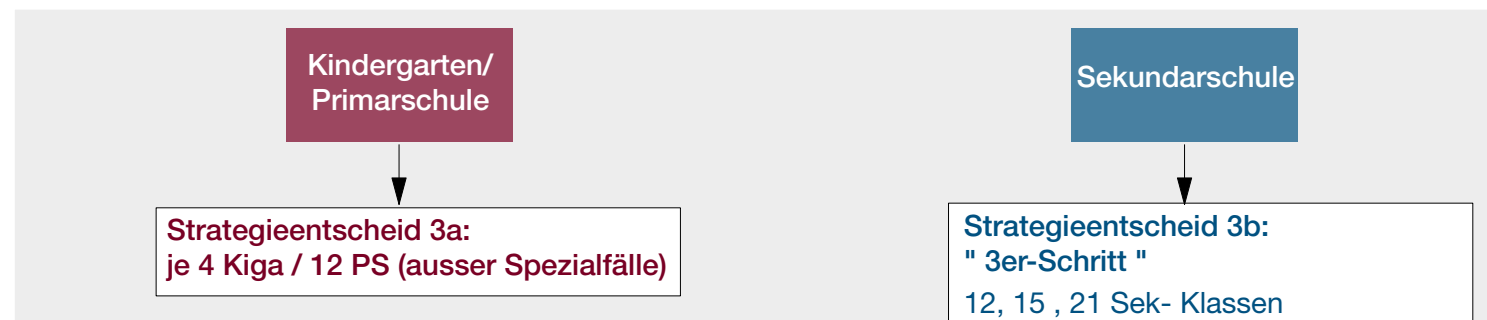 Kindergarten/
Primarschule
Sekundarschule
Strategieentscheid 3a:
je 4 Kiga / 12 PS (ausser Spezialfälle)
Strategieentscheid 3b:
" 3er-Schritt "
12, 15 , 21 Sek- Klassen